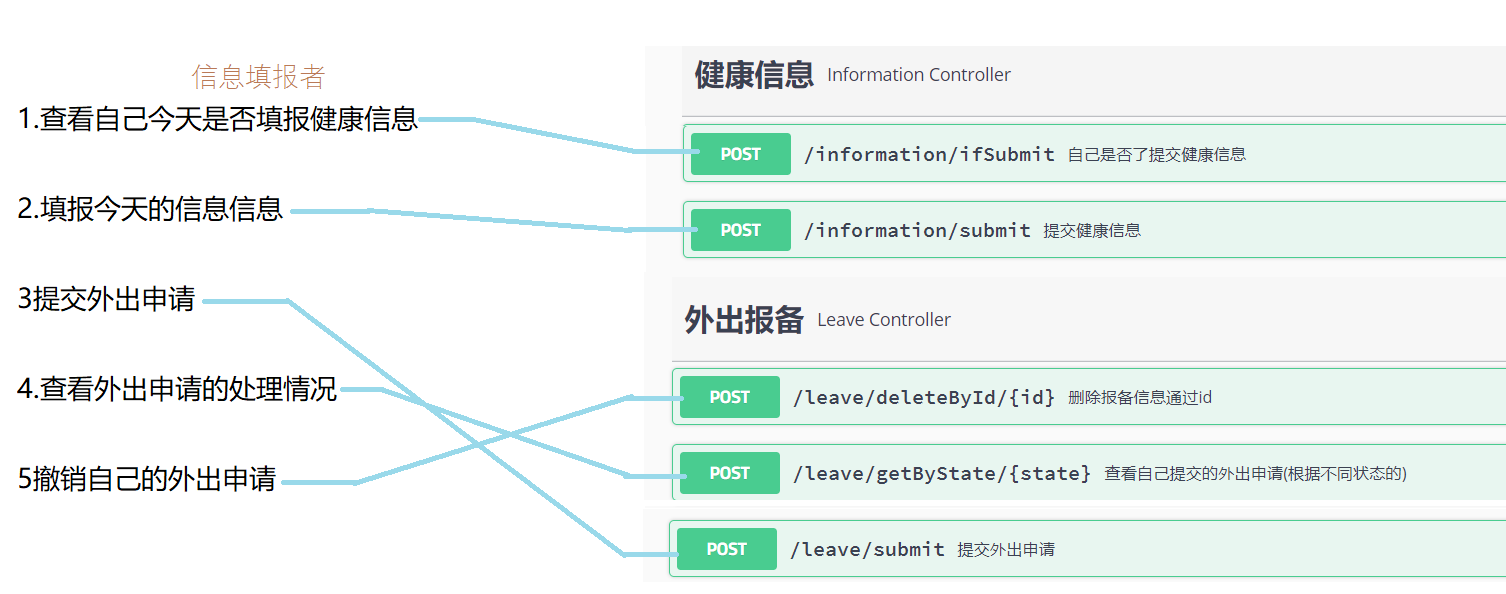 信息填报者
1.查看自己今天是否填报健康信息
2.填报今天的信息信息
3提交外出申请
4.查看外出申请的处理情况
5撤销自己的外出申请
健康信息 Information Controller
POST /information/ifSubmit 自己是否了提交健康信息
POST /information/submit 提交健康信息
外出报备 Leave Controller
POST /leave/deleteById/{id} 删除报备信息通过id
POST /leave/getByState/{state} 查看自己提交的外出申请(根据不同状态的)
POST /leave/submit 提交外出申请